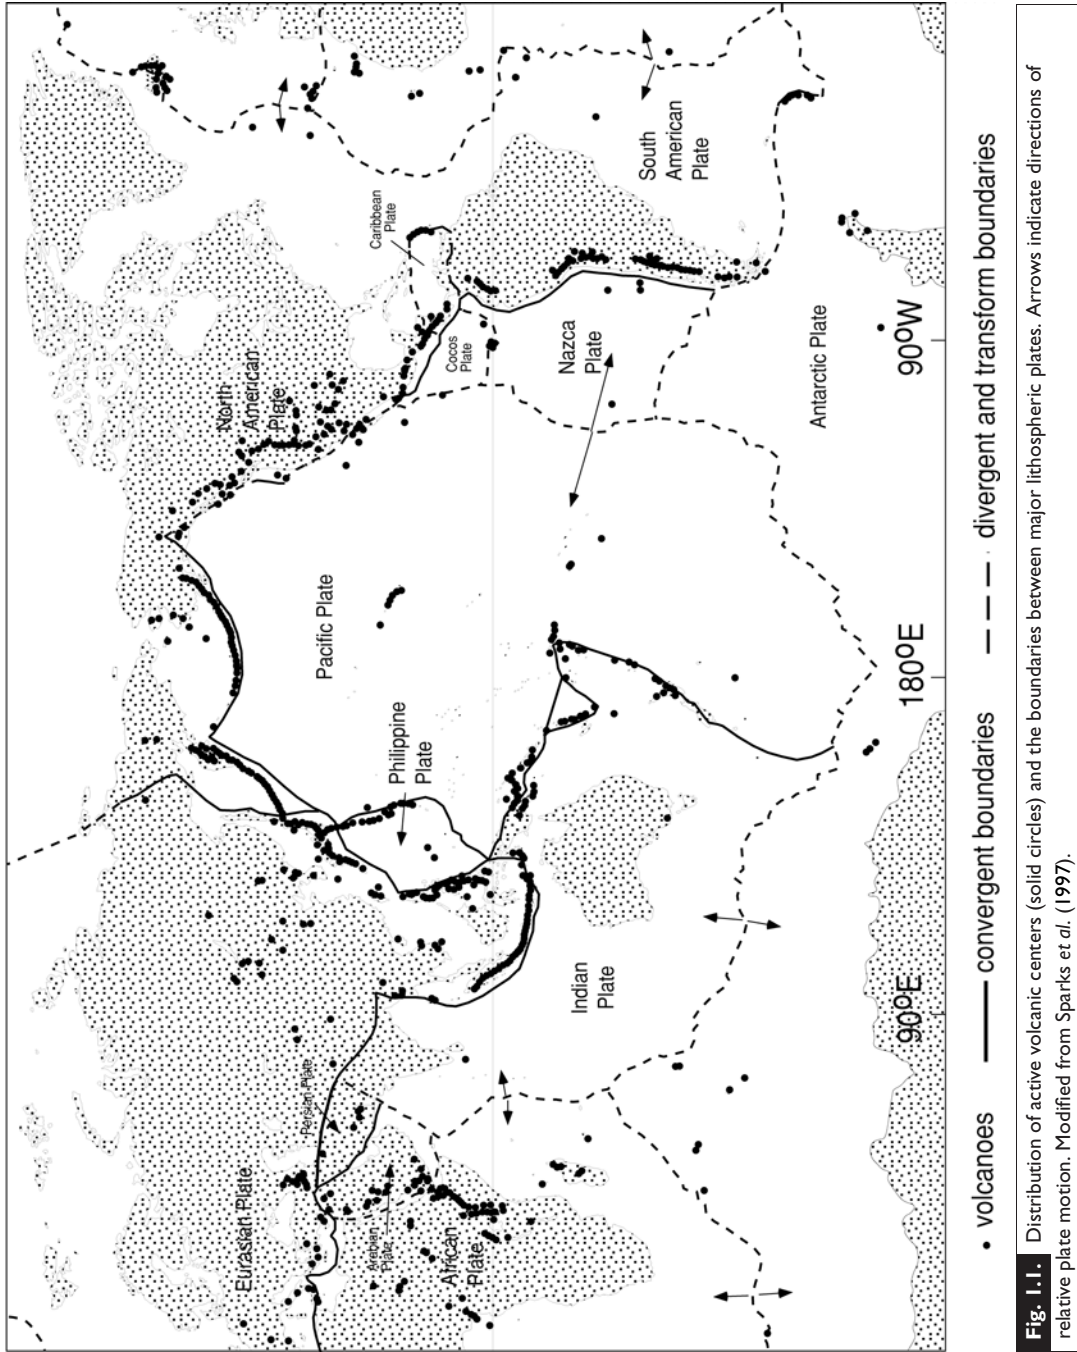 Eurasian Plate
Persian Plate
Arabian
Plate
African
Plate
Indian
Plate
Philippine
Plate
Pacific Plate
North
American
Plate
Caribbean
Plate
Cocos
Plate
Nazca
Plate
South
American
Plate
Antarctic Plate
90ºE
180ºE
90ºW
volcanoes
convergent boundaries
divergent and transform boundaries
Fig. 1.1. Distribution of active volcanic centers (solid circles) and the boundaries between major lithospheric plates. Arrows indicate directions of
relative plate motion. Modified from Sparks et al. (1997).